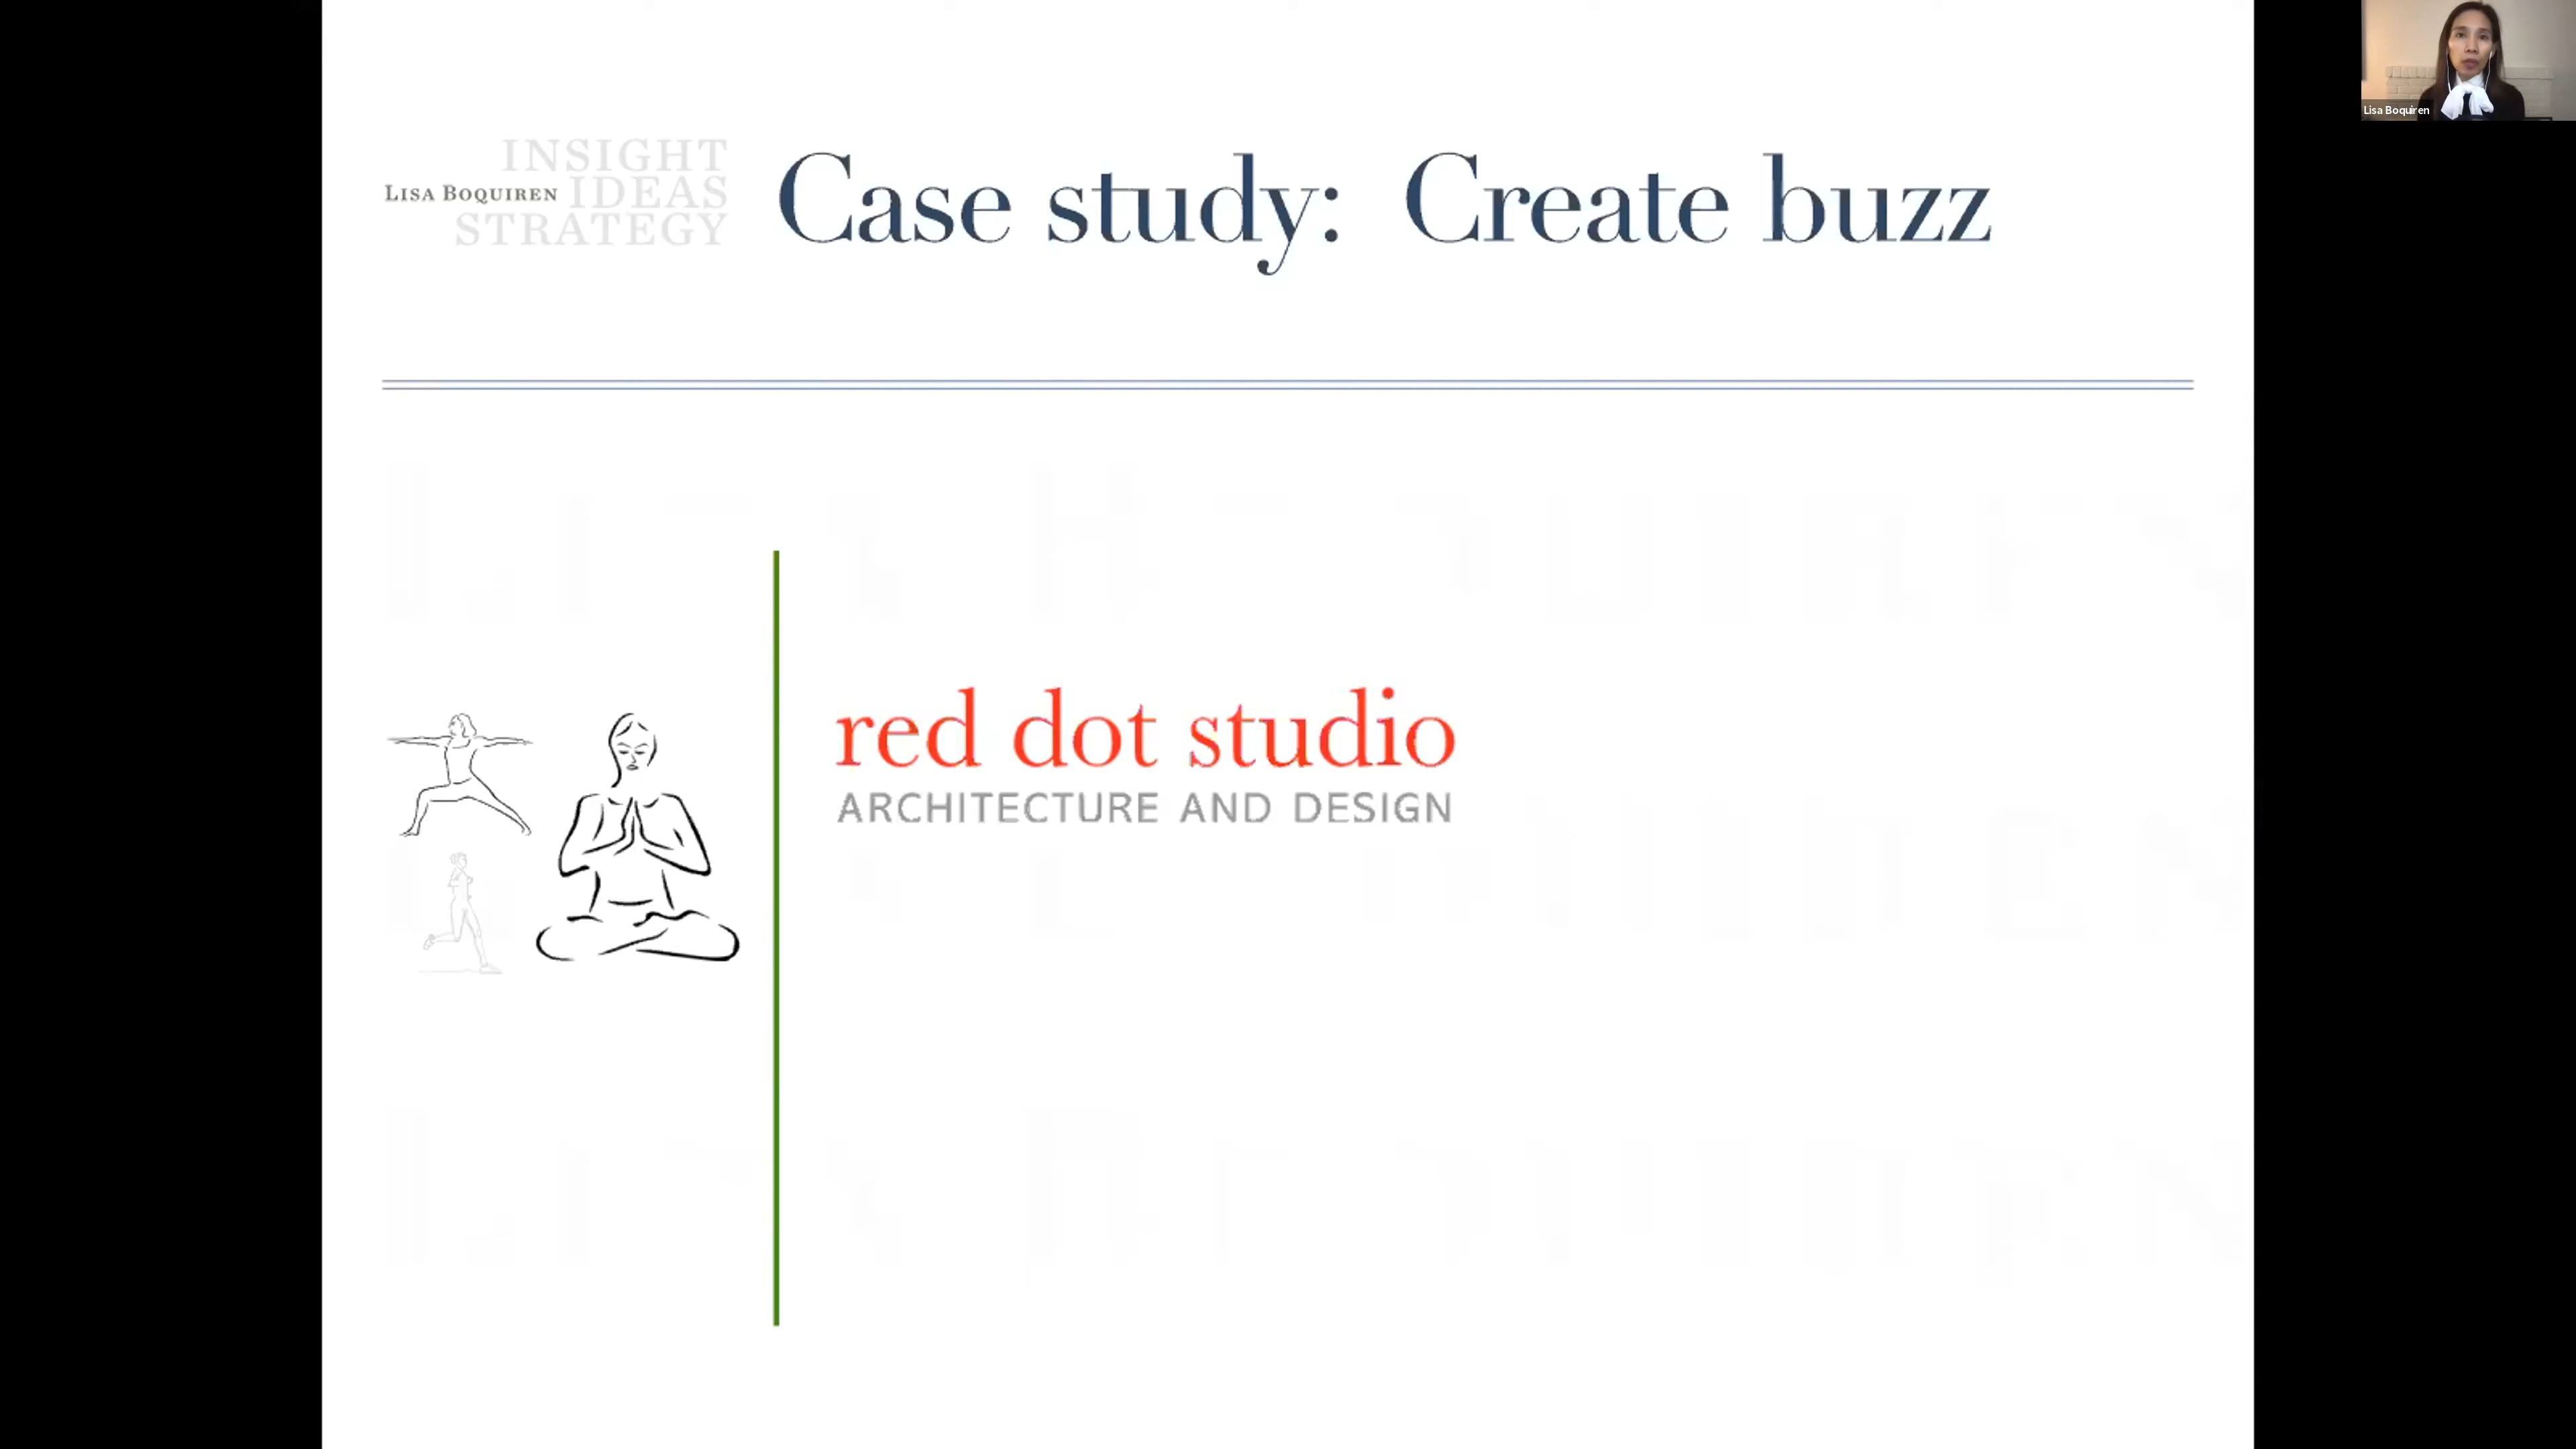 INSIGHT
LISA BOQUIREN IDEAS
STRATEGY
Case study: Create buzz
red dot studio
ARCHITECTURE AND DESIGN
Lisa Boquiren